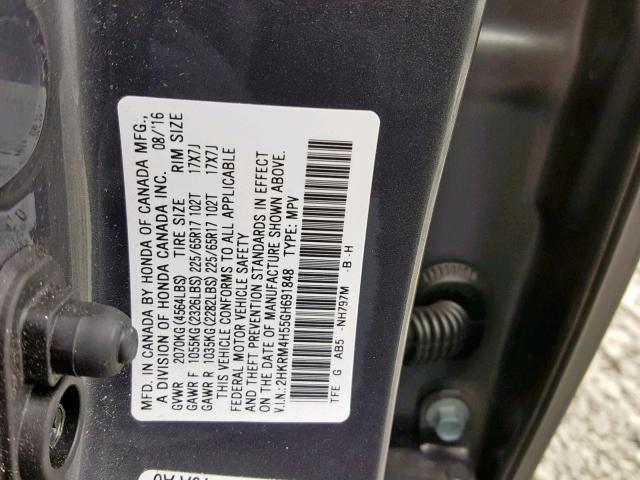 MFD. IN CANADA BY HONDA OF CANADA MFG.,
A DIVISION OF HONDA CANADA INC. 08/'16
GVWR 2070KG(4564LBS) TIRE SIZE RIM SIZE
GAWR F 1055KG(2326LBS) 225/65R17 102T 17X7J
GAWR R 1035KG(2282LBS) 225/65R17 102T 17X7J
THIS VEHICLE CONFORMS TO ALL APPLICABLE
FEDERAL MOTOR VEHICLE SAFETY
AND THEFT PREVENTION STANDARDS IN EFFECT
ON THE DATE OF MANUFACTURE SHOWN ABOVE.
V.I.N.:2HKRM4H55GH691848 TYPE: MPV
TFE G AB5 -NH797M -B -H